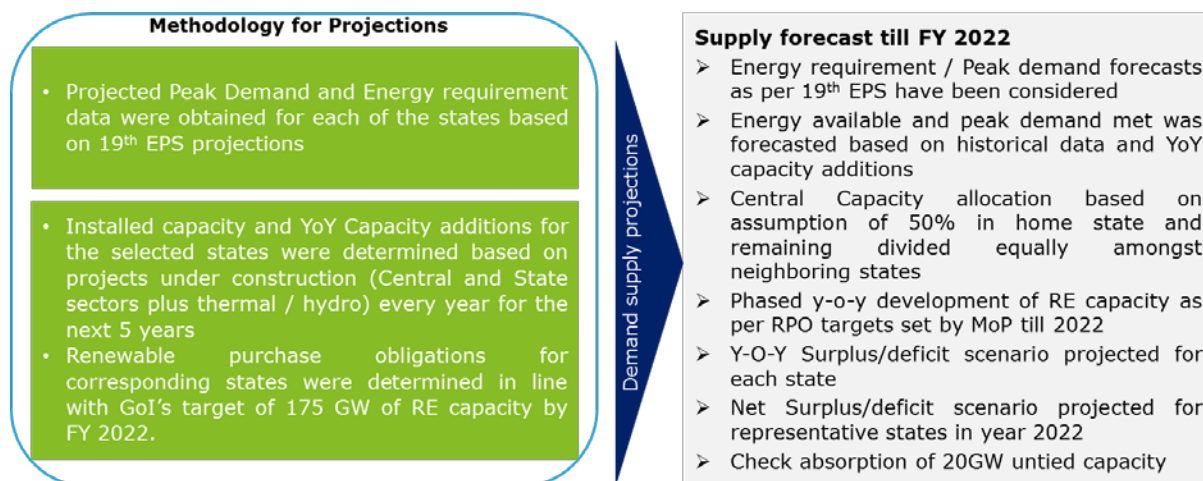 Methodology for Projections
• Projected Peak Demand and Energy requirement
data were obtained for each of the states based
on 19th EPS projections
• Installed capacity and YoY Capacity additions for
the selected states were determined based on
projects under construction (Central and State
sectors plus thermal / hydro) every year for the
next 5 years
• Renewable purchase obligations for
corresponding states were determined in line
with GoI's target of 175 GW of RE capacity by
FY 2022.
Demand supply projections
Supply forecast till FY 2022
➢ Energy requirement / Peak demand forecasts
as per 19th EPS have been considered
➢ Energy available and peak demand met was
forecasted based on historical data and YoY
capacity additions
➢ Central Capacity allocation based on
assumption of 50% in home state and
remaining divided equally amongst
neighboring states
➢ Phased y-o-y development of RE capacity as
per RPO targets set by MoP till 2022
➢ Y-O-Y Surplus/deficit scenario projected for
each state
➢ Net Surplus/deficit scenario projected for
representative states in year 2022
➢ Check absorption of 20GW untied capacity